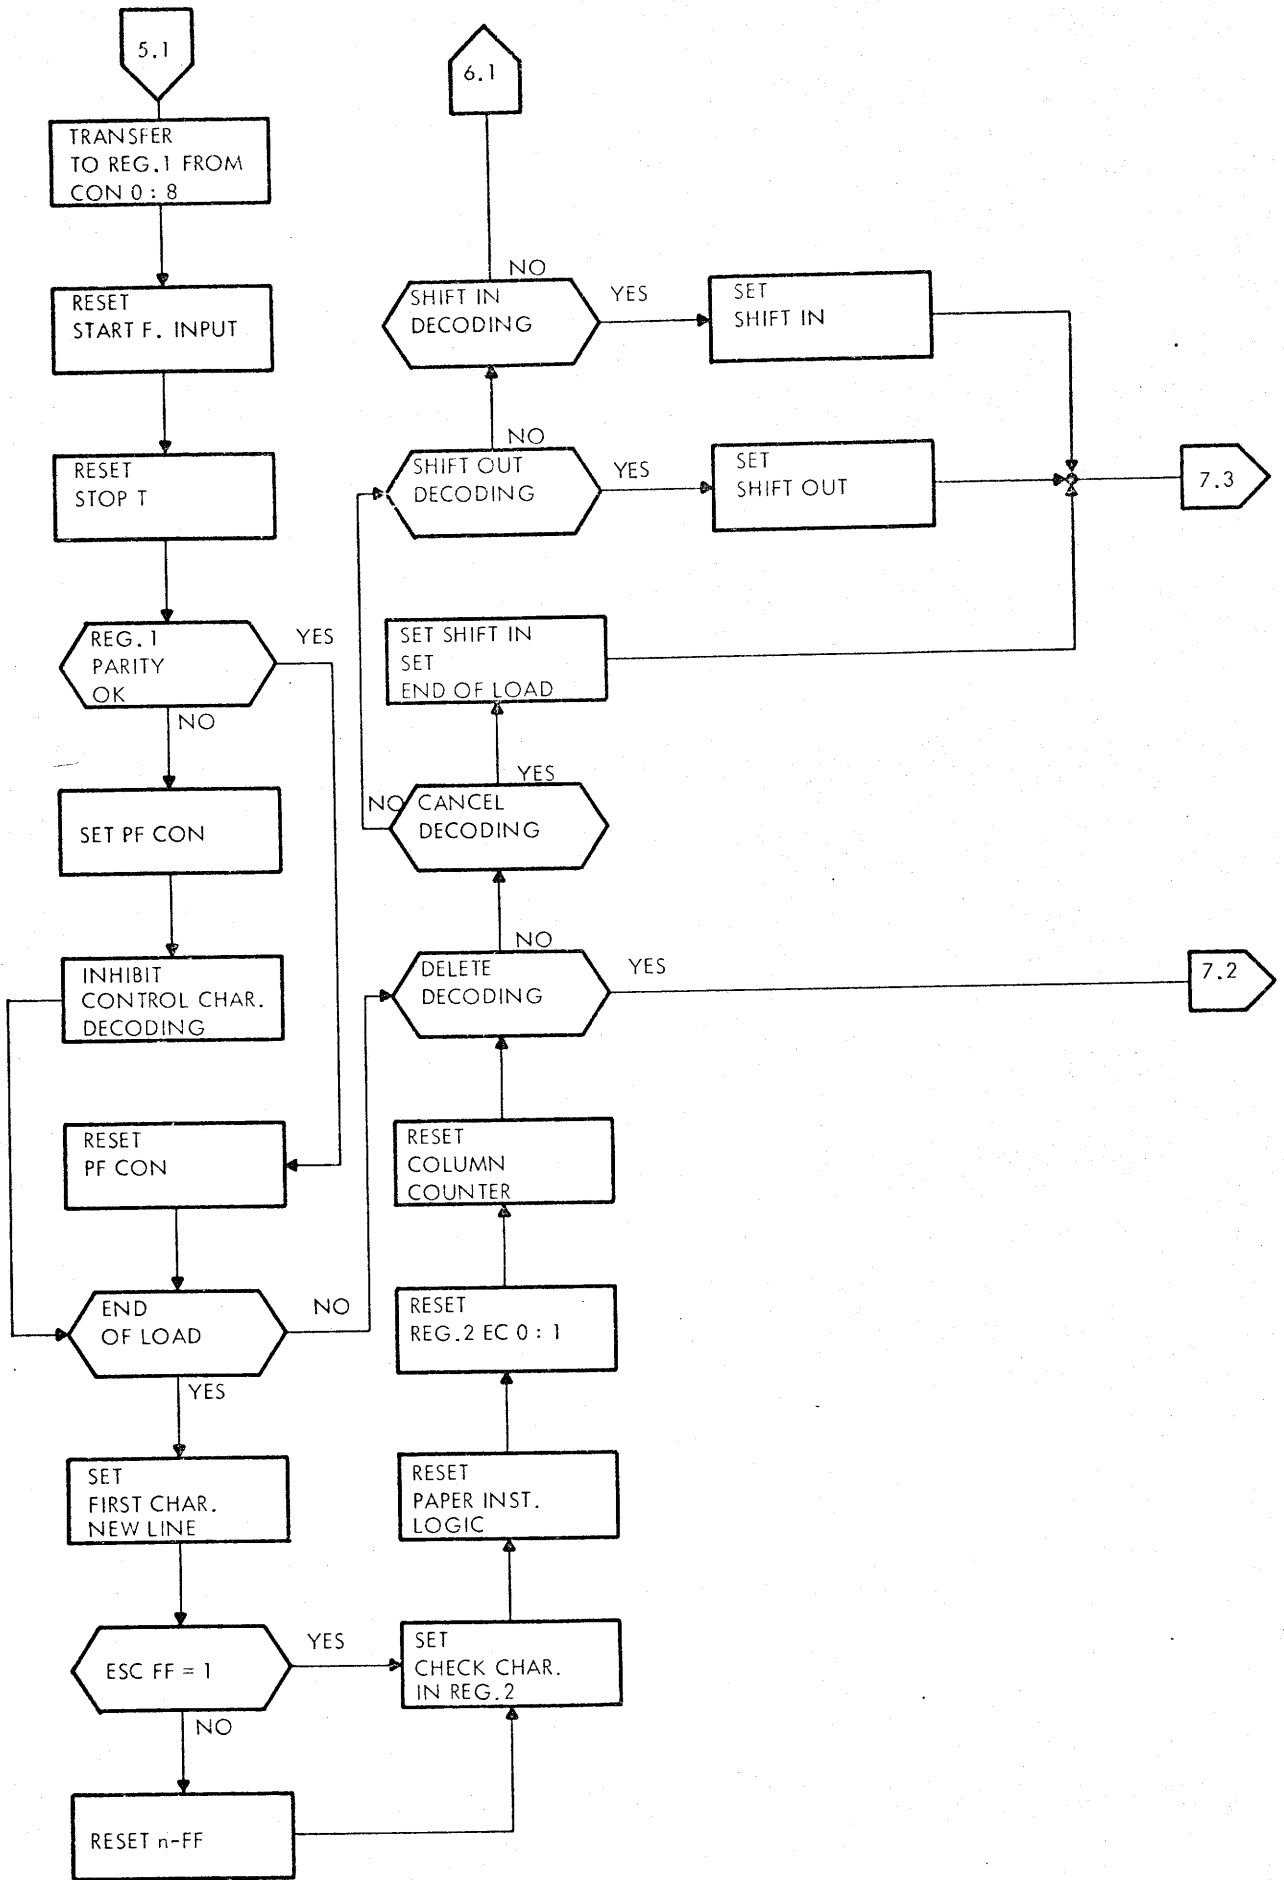 5.1
TRANSFER
TO REG.1 FROM
CON 0 : 8
RESET
START F. INPUT
RESET
STOP T
REG.1
PARITY
OK
YES
NO
SET PF CON
INHIBIT
CONTROL CHAR.
DECODING
RESET
PF CON
END
OF LOAD
NO
YES
SET
FIRST CHAR.
NEW LINE
ESC FF = 1
YES
NO
RESET n-FF
6.1
NO
SHIFT IN
DECODING
YES
SET
SHIFT IN
NO
SHIFT OUT
DECODING
YES
SET
SHIFT OUT
7.3
SET SHIFT IN
SET
END OF LOAD
YES
NO
CANCEL
DECODING
NO
DELETE
DECODING
YES
7.2
RESET
COLUMN
COUNTER
RESET
REG.2 EC 0 : 1
RESET
PAPER INST.
LOGIC
SET
CHECK CHAR.
IN REG.2